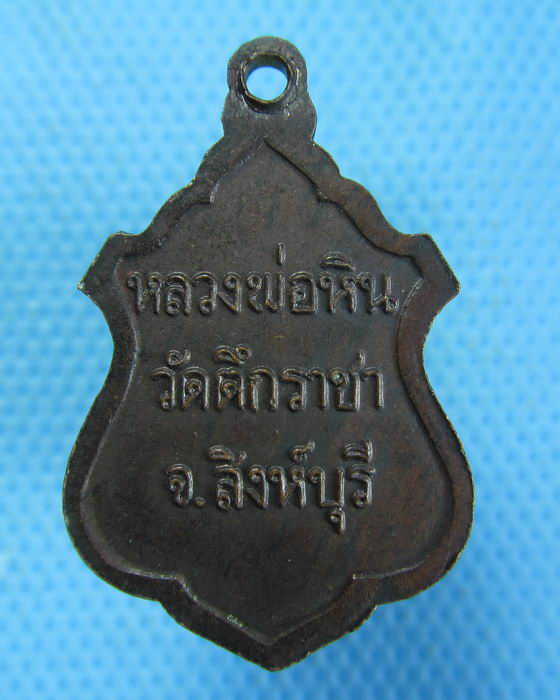 หลวงพ่อหิน
วัดตึกราชา
จ.สิงห์บุรี